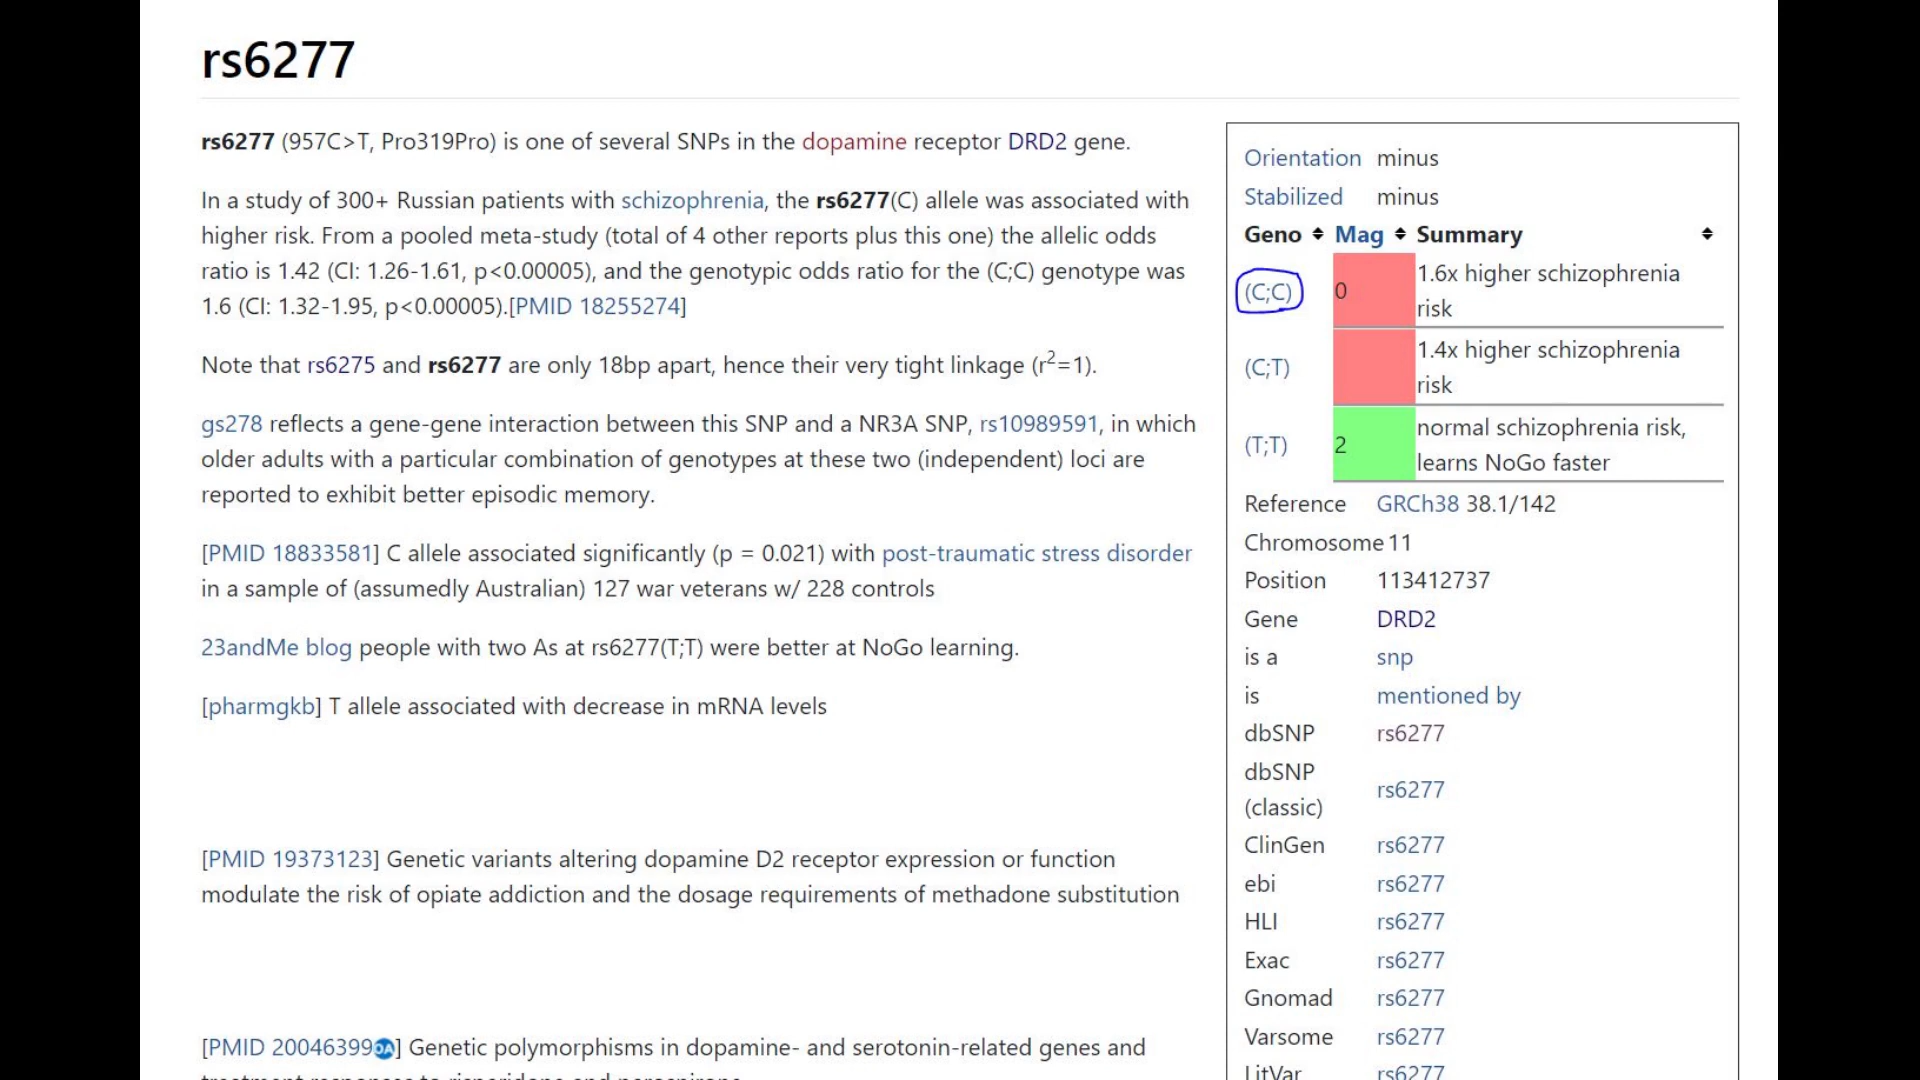 rs6277
rs6277 (957C>T, Pro319Pro) is one of several SNPs in the dopamine receptor DRD2 gene.
In a study of 300+ Russian patients with schizophrenia, the rs6277(C) allele was associated with
higher risk. From a pooled meta-study (total of 4 other reports plus this one) the allelic odds
ratio is 1.42 (CI: 1.26-1.61, p<0.00005), and the genotypic odds ratio for the (C;C) genotype was
1.6 (CI: 1.32-1.95, p<0.00005).[PMID 18255274]
Note that rs6275 and rs6277 are only 18bp apart, hence their very tight linkage (r2=1).
gs278 reflects a gene-gene interaction between this SNP and a NR3A SNP, rs10989591, in which
older adults with a particular combination of genotypes at these two (independent) loci are
reported to exhibit better episodic memory.
[PMID 18833581] C allele associated significantly (p = 0.021) with post-traumatic stress disorder
in a sample of (assumedly Australian) 127 war veterans w/ 228 controls
23andMe blog people with two As at rs6277(T;T) were better at NoGo learning.
[pharmgkb] T allele associated with decrease in mRNA levels
[PMID 19373123] Genetic variants altering dopamine D2 receptor expression or function
modulate the risk of opiate addiction and the dosage requirements of methadone substitution
[PMID 20046399OA] Genetic polymorphisms in dopamine- and serotonin-related genes and
Orientation minus
Stabilized minus
Geno Mag Summary
(C;C) 0 1.6x higher schizophrenia
risk
(C;T) 1.4x higher schizophrenia
risk
(T;T) 2 normal schizophrenia risk,
learns NoGo faster
Reference GRCh38 38.1/142
Chromosome 11
Position 113412737
Gene DRD2
is a snp
is mentioned by
dbSNP rs6277
dbSNP
(classic) rs6277
ClinGen rs6277
ebi rs6277
HLI rs6277
Exac rs6277
Gnomad rs6277
Varsome rs6277
LitVar rs6277